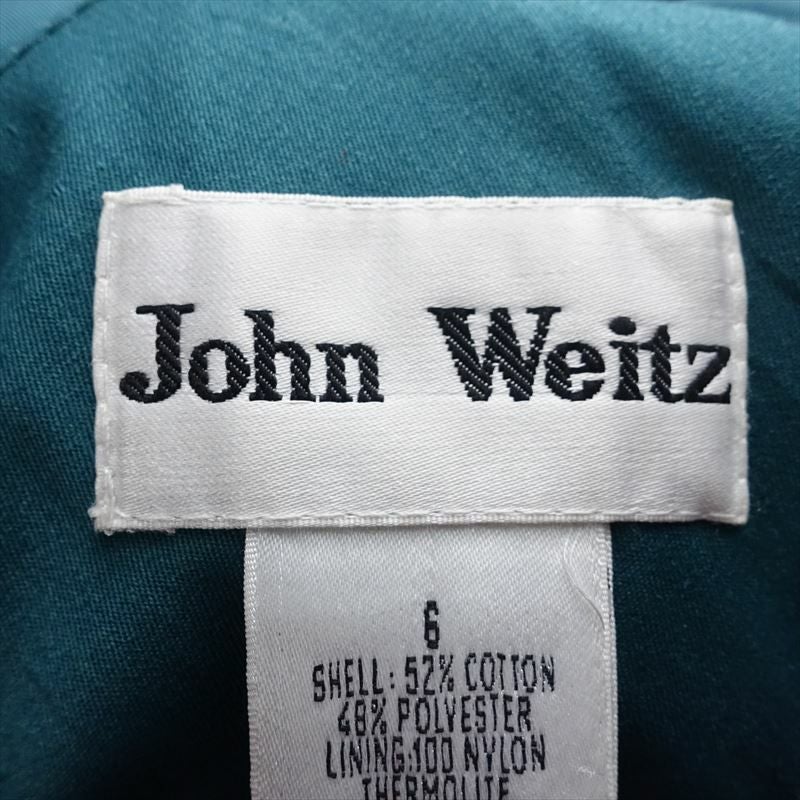 John Weitz
6
SHELL: 52% COTTON
48% POLYESTER
LINING:100 NYLON
THERMOLITE